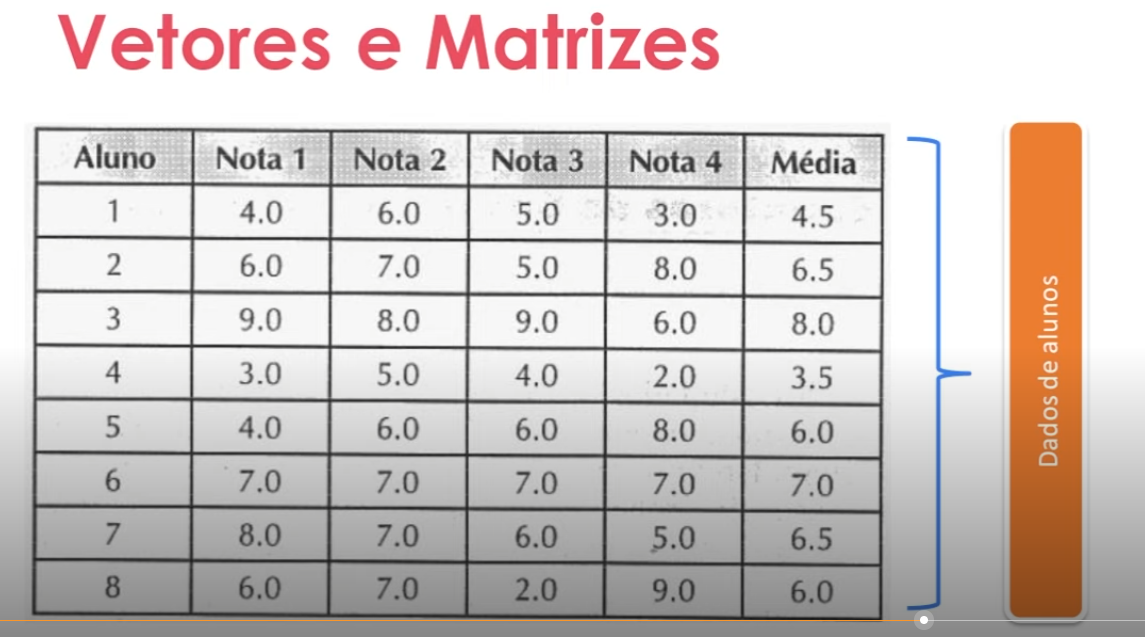 Vetores e Matrizes
Aluno Nota 1 Nota 2 Nota 3 Nota 4 Média
1 4.0 6.0 5.0 3.0 4.5
2 6.0 7.0 5.0 8.0 6.5
3 9.0 8.0 9.0 6.0 8.0
4 3.0 5.0 4.0 2.0 3.5
5 4.0 6.0 6.0 8.0 6.0
6 7.0 7.0 7.0 7.0 7.0
7 8.0 7.0 6.0 5.0 6.5
8 6.0 7.0 2.0 9.0 6.0
Dados de alunos